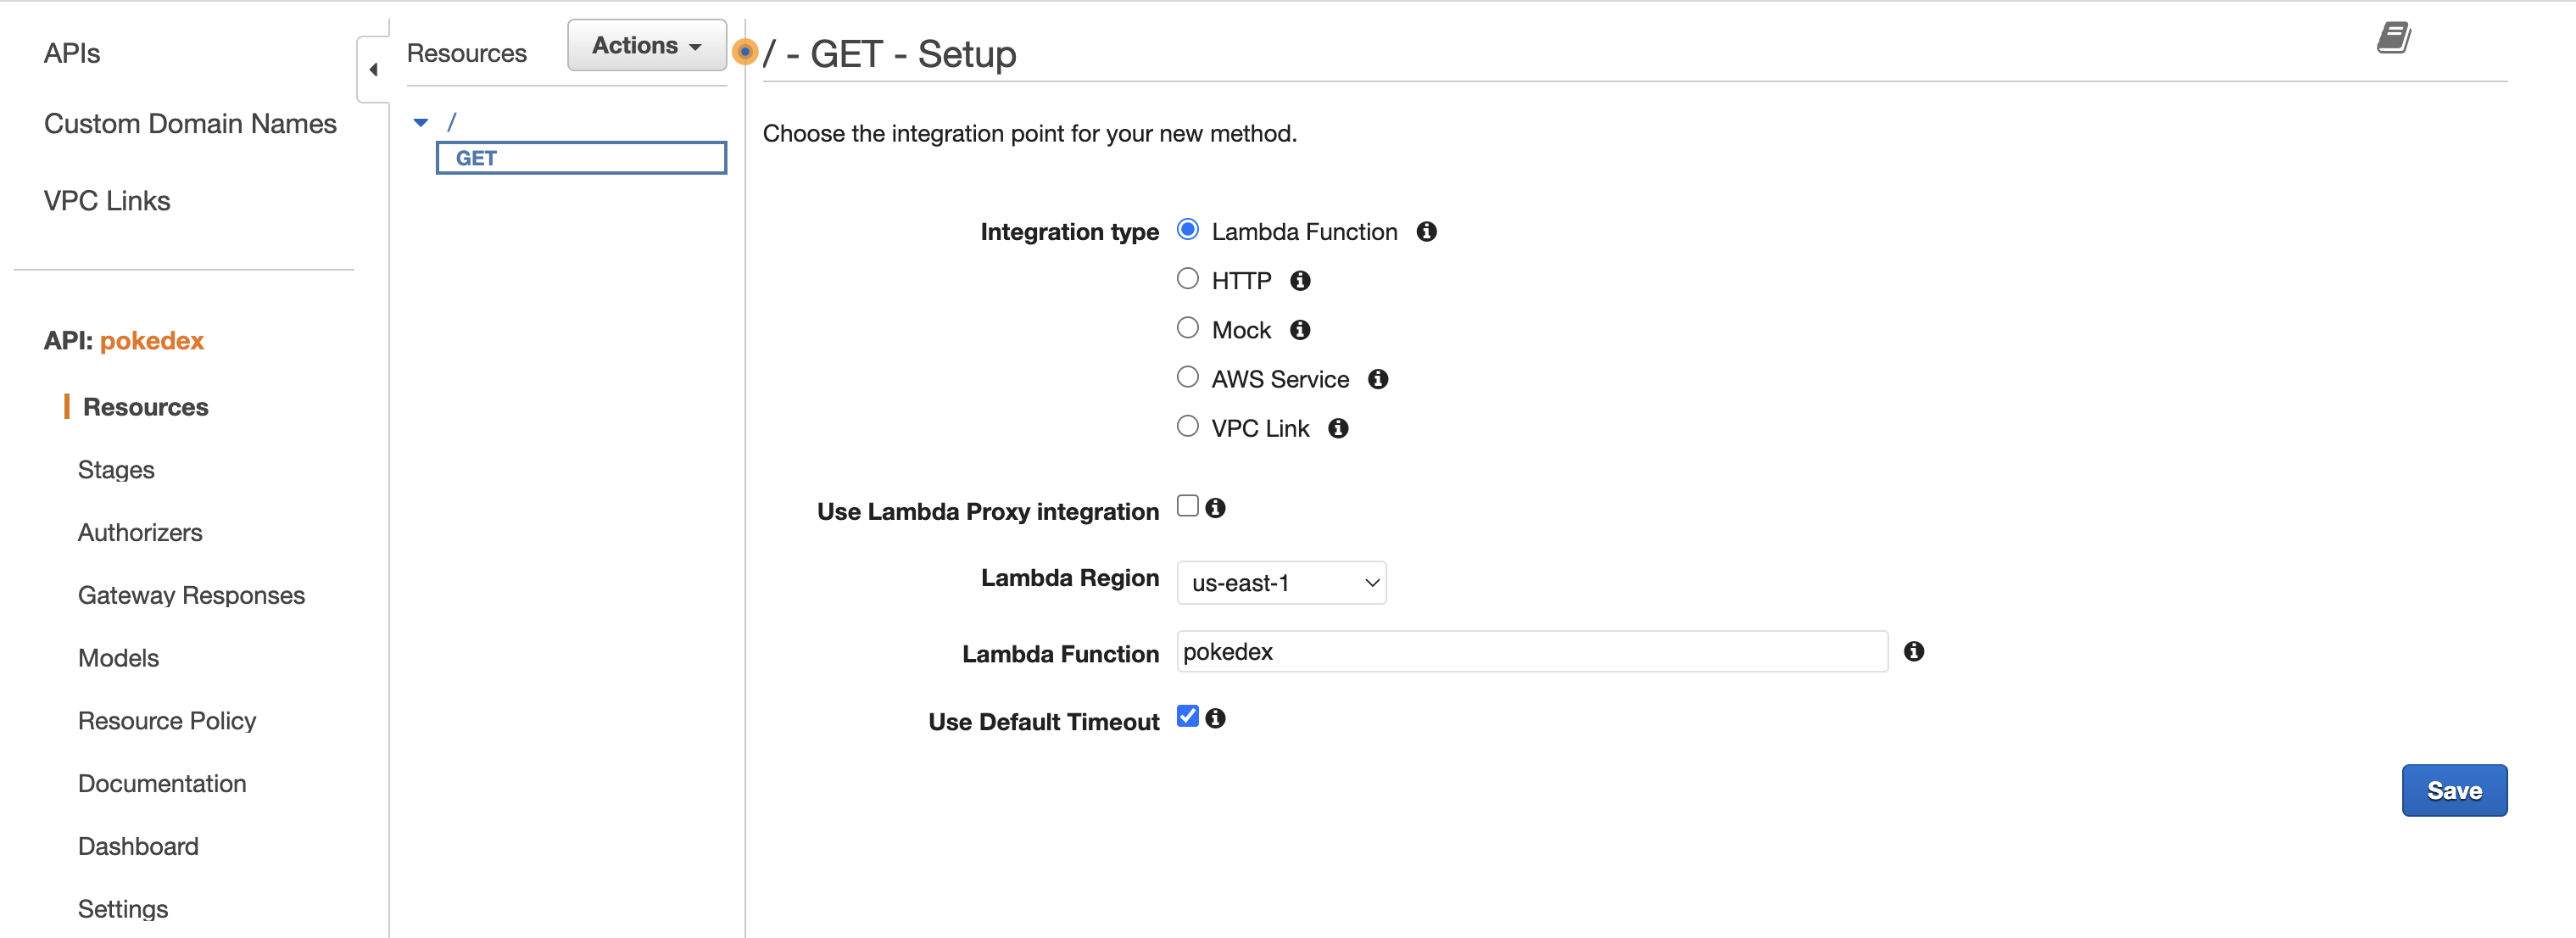 APIs
Custom Domain Names
VPC Links
API: pokedex
Resources
Stages
Authorizers
Gateway Responses
Models
Resource Policy
Documentation
Dashboard
Settings
Resources
Actions
/
GET
/ - GET - Setup
Choose the integration point for your new method.
Integration type
Lambda Function
HTTP
Mock
AWS Service
VPC Link
Use Lambda Proxy integration
Lambda Region us-east-1
Lambda Function pokedex
Use Default Timeout
Save